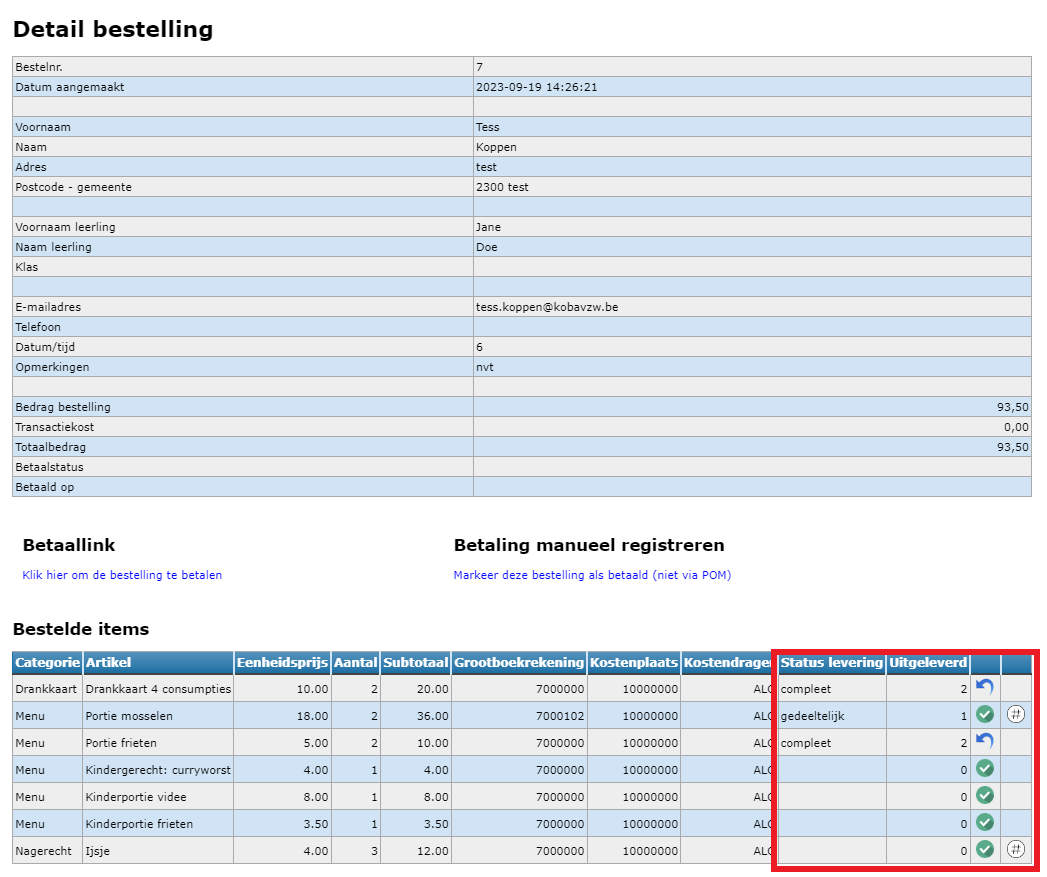 Detail bestelling
Bestelnr. 7
Datum aangemaakt 2023-09-19 14:26:21
Voornaam Tess
Naam Koppen
Adres test
Postcode - gemeente 2300 test
Voornaam leerling Jane
Naam leerling Doe
Klas
E-mailadres tess.koppen@kobavzw.be
Telefoon
Datum/tijd 6
Opmerkingen nvt
Bedrag bestelling 93,50
Transactiekost 0,00
Totaalbedrag 93,50
Betaalstatus
Betaald op
Betaallink Betaling manueel registreren
Klik hier om de bestelling te betalen Markeer deze bestelling als betaald (niet via POM)
Bestelde items
Categorie Artikel Eenheidsprijs Aantal Subtotaal Grootboekrekening Kostenplaats Kostendrager Status levering Uitgeleverd
Drankkaart Drankkaart 4 consumpties 10.00 2 20.00 7000000 10000000 ALG compleet 2
Menu Portie mosselen 18.00 2 36.00 7000102 10000000 ALG gedeeltelijk 1 #
Menu Portie frieten 5.00 2 10.00 7000000 10000000 ALG compleet 2
Menu Kindergerecht: curryworst 4.00 1 4.00 7000000 10000000 ALG 0
Menu Kinderportie videe 8.00 1 8.00 7000000 10000000 ALG 0
Menu Kinderportie frieten 3.50 1 3.50 7000000 10000000 ALG 0
Nagerecht Ijsje 4.00 3 12.00 7000000 10000000 ALG 0 #